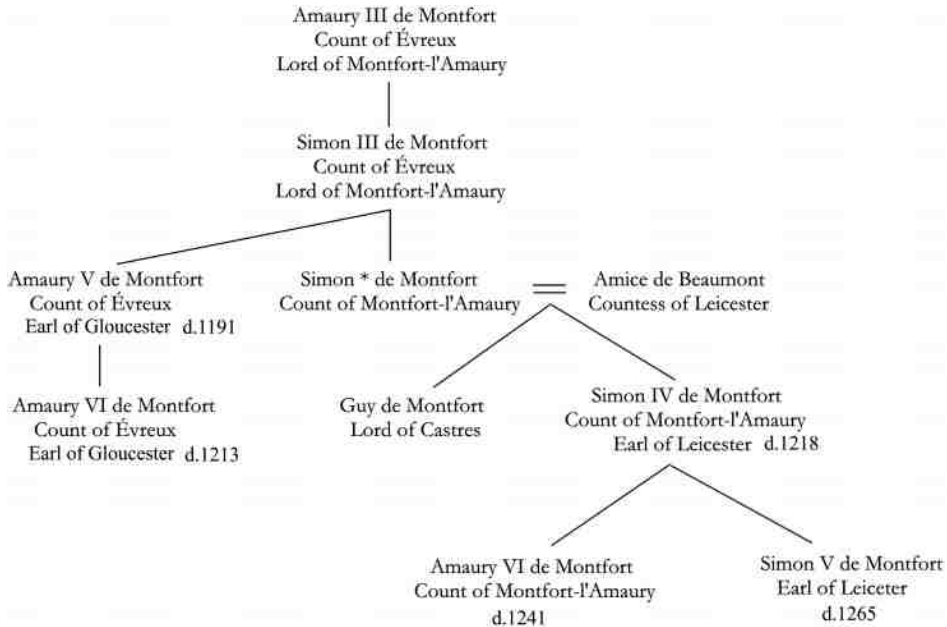 Amaury III de Montfort
Count of Évreux
Lord of Montfort-l'Amaury
Simon III de Montfort
Count of Évreux
Lord of Montfort-l'Amaury
Amaury V de Montfort
Count of Évreux
Earl of Gloucester d.1191
Simon * de Montfort
Count of Montfort-l'Amaury
Amice de Beaumont
Countess of Leicester
Amaury VI de Montfort
Count of Évreux
Earl of Gloucester d.1213
Guy de Montfort
Lord of Castres
Simon IV de Montfort
Count of Montfort-l'Amaury
Earl of Leicester d.1218
Amaury VI de Montfort
Count of Montfort-l'Amaury
d.1241
Simon V de Montfort
Earl of Leiceter
d.1265